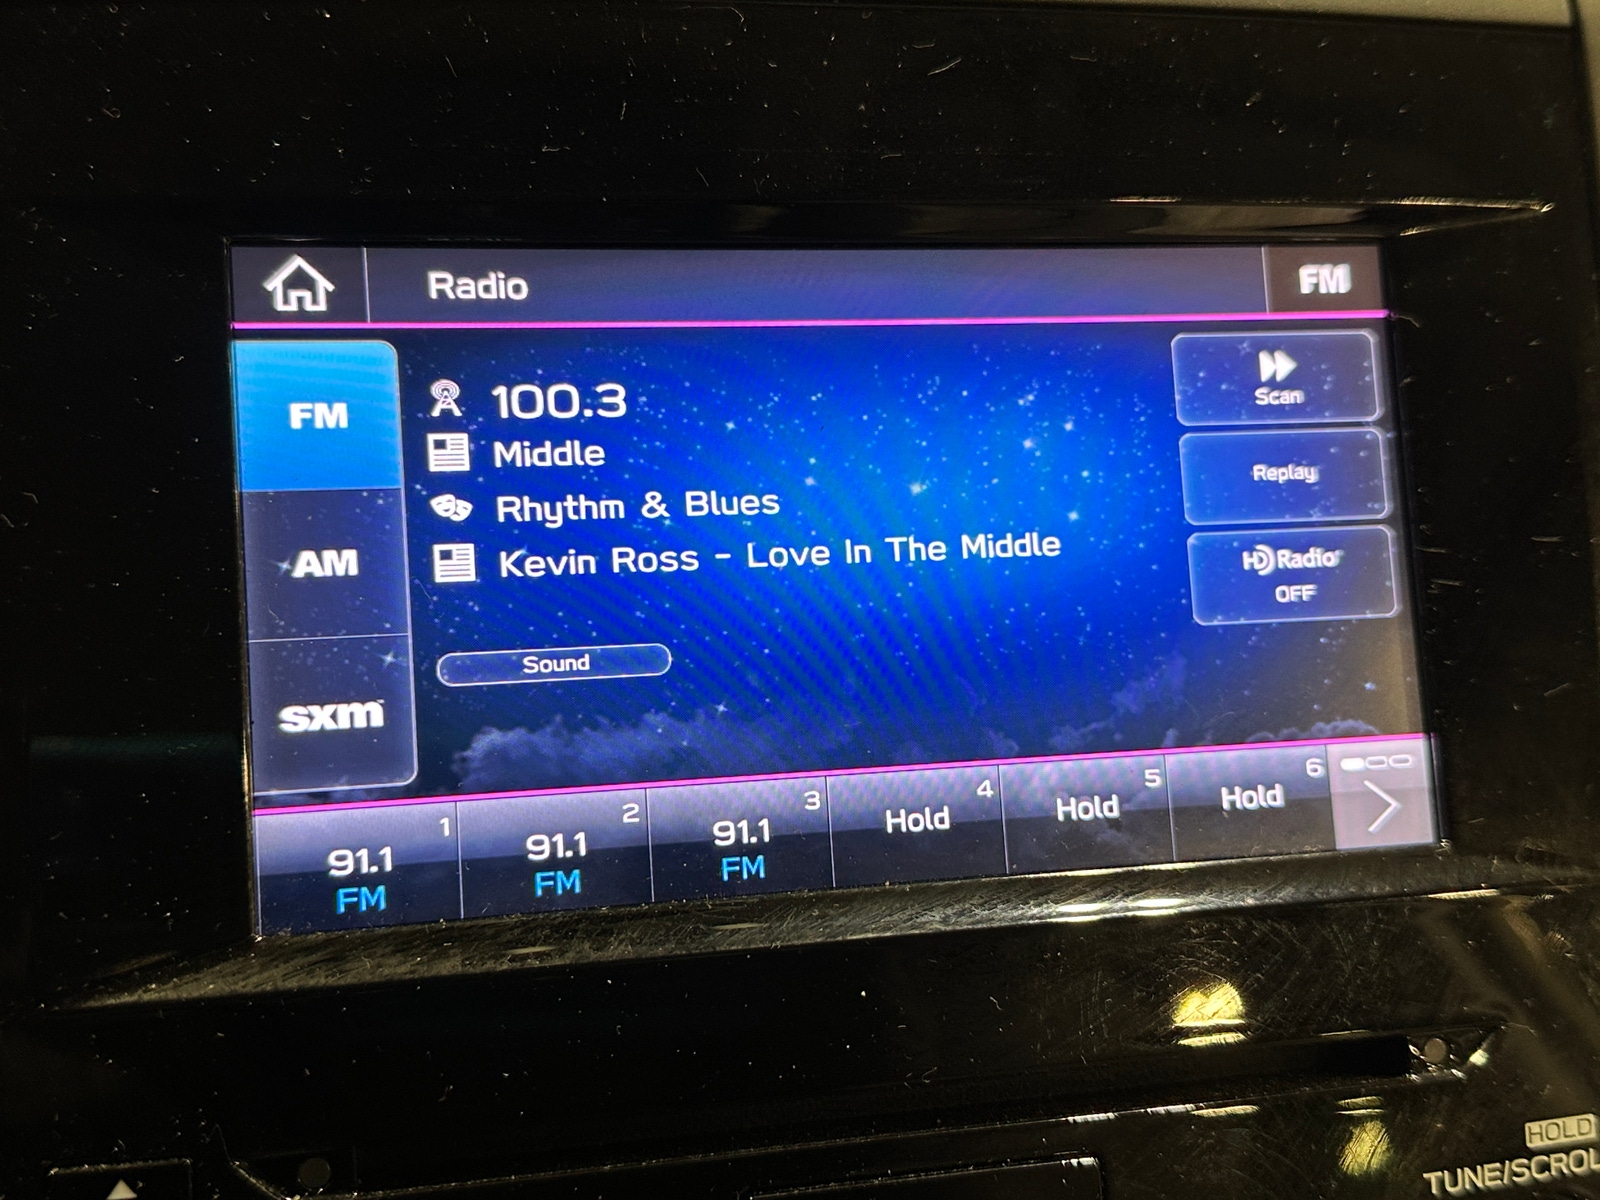 Radio
FM
FM
AM
sxm
100.3
Middle
Rhythm & Blues
Kevin Ross - Love In The Middle
Sound
Scan
Replay
HD Radio
OFF
1
91.1
FM
2
91.1
FM
3
91.1
FM
4
Hold
5
Hold
6
Hold
HOLD
TUNE/SCROL